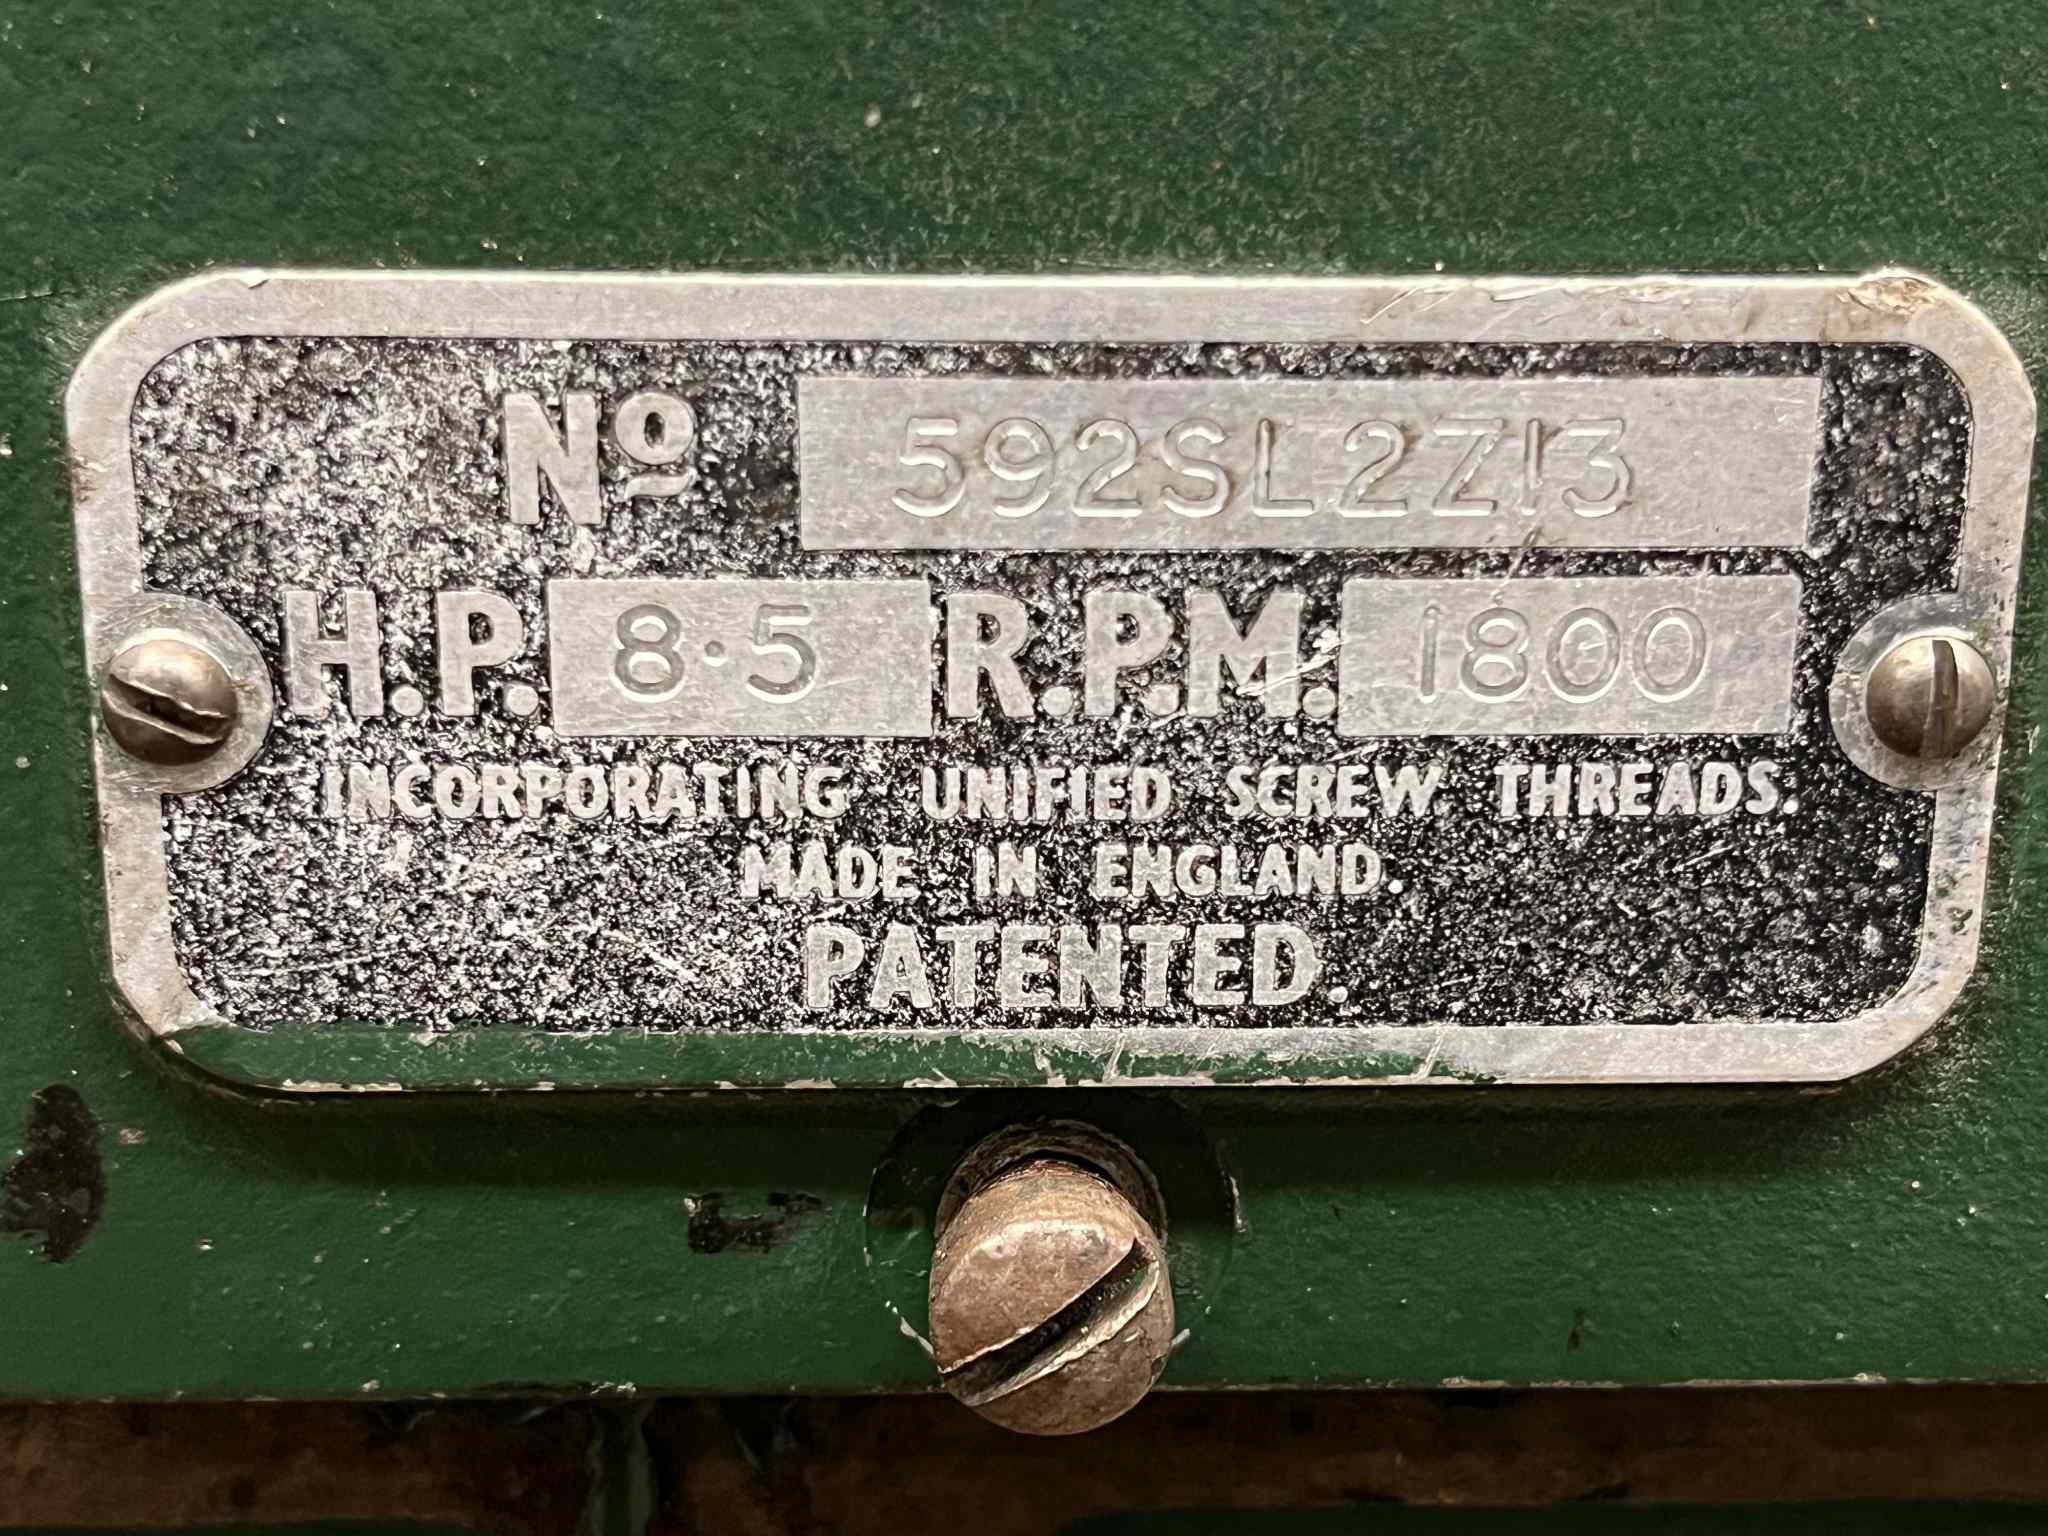 Nº 592SL2Z13
H.P. 8·5 R.P.M. 1800
INCORPORATING UNIFIED SCREW THREADS.
MADE IN ENGLAND.
PATENTED.